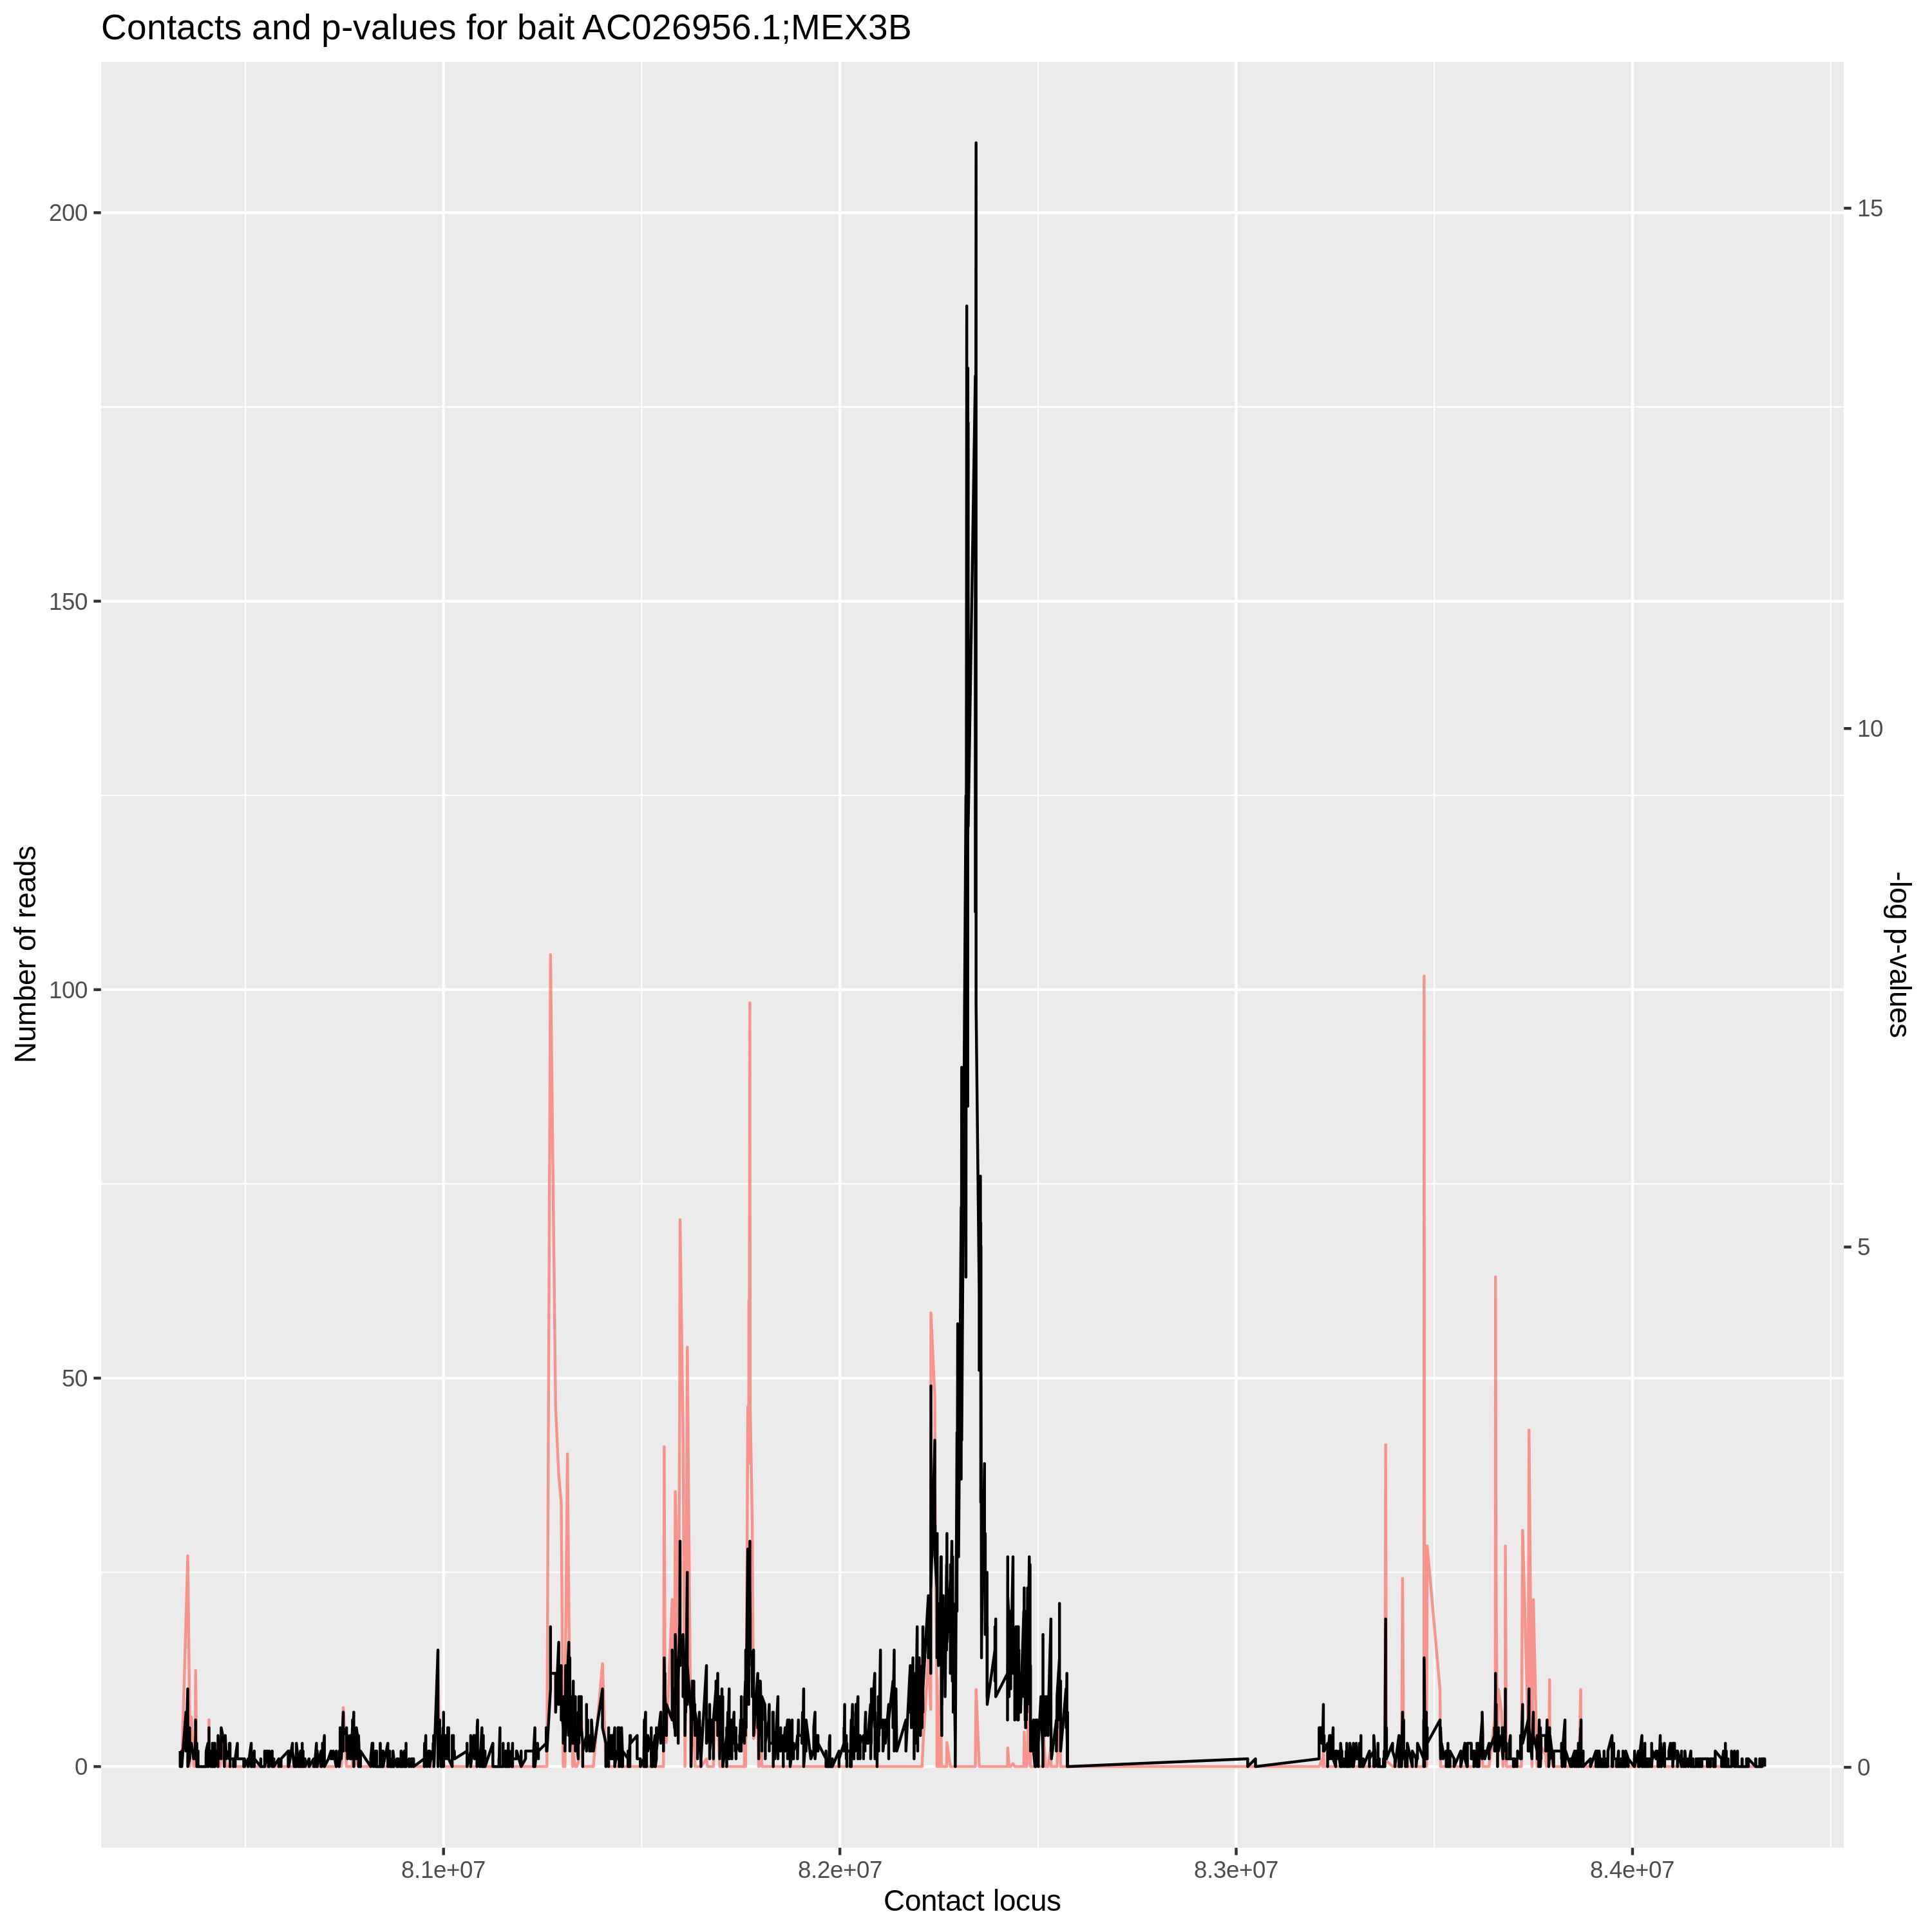 Contacts and p-values for bait AC026956.1;MEX3B
200
150
100
50
0
Number of reads
15
10
5
0
-log p-values
8.1e+07
8.2e+07
8.3e+07
8.4e+07
Contact locus